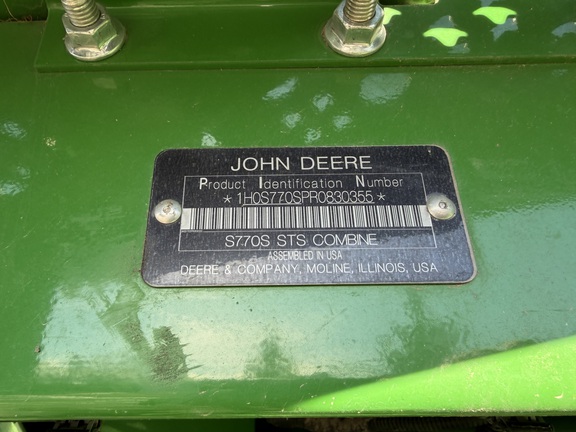 JOHN DEERE
Product Identification Number
*1H0S770SPR0830355*
S770S STS COMBINE
ASSEMBLED IN USA
DEERE & COMPANY, MOLINE, ILLINOIS, USA